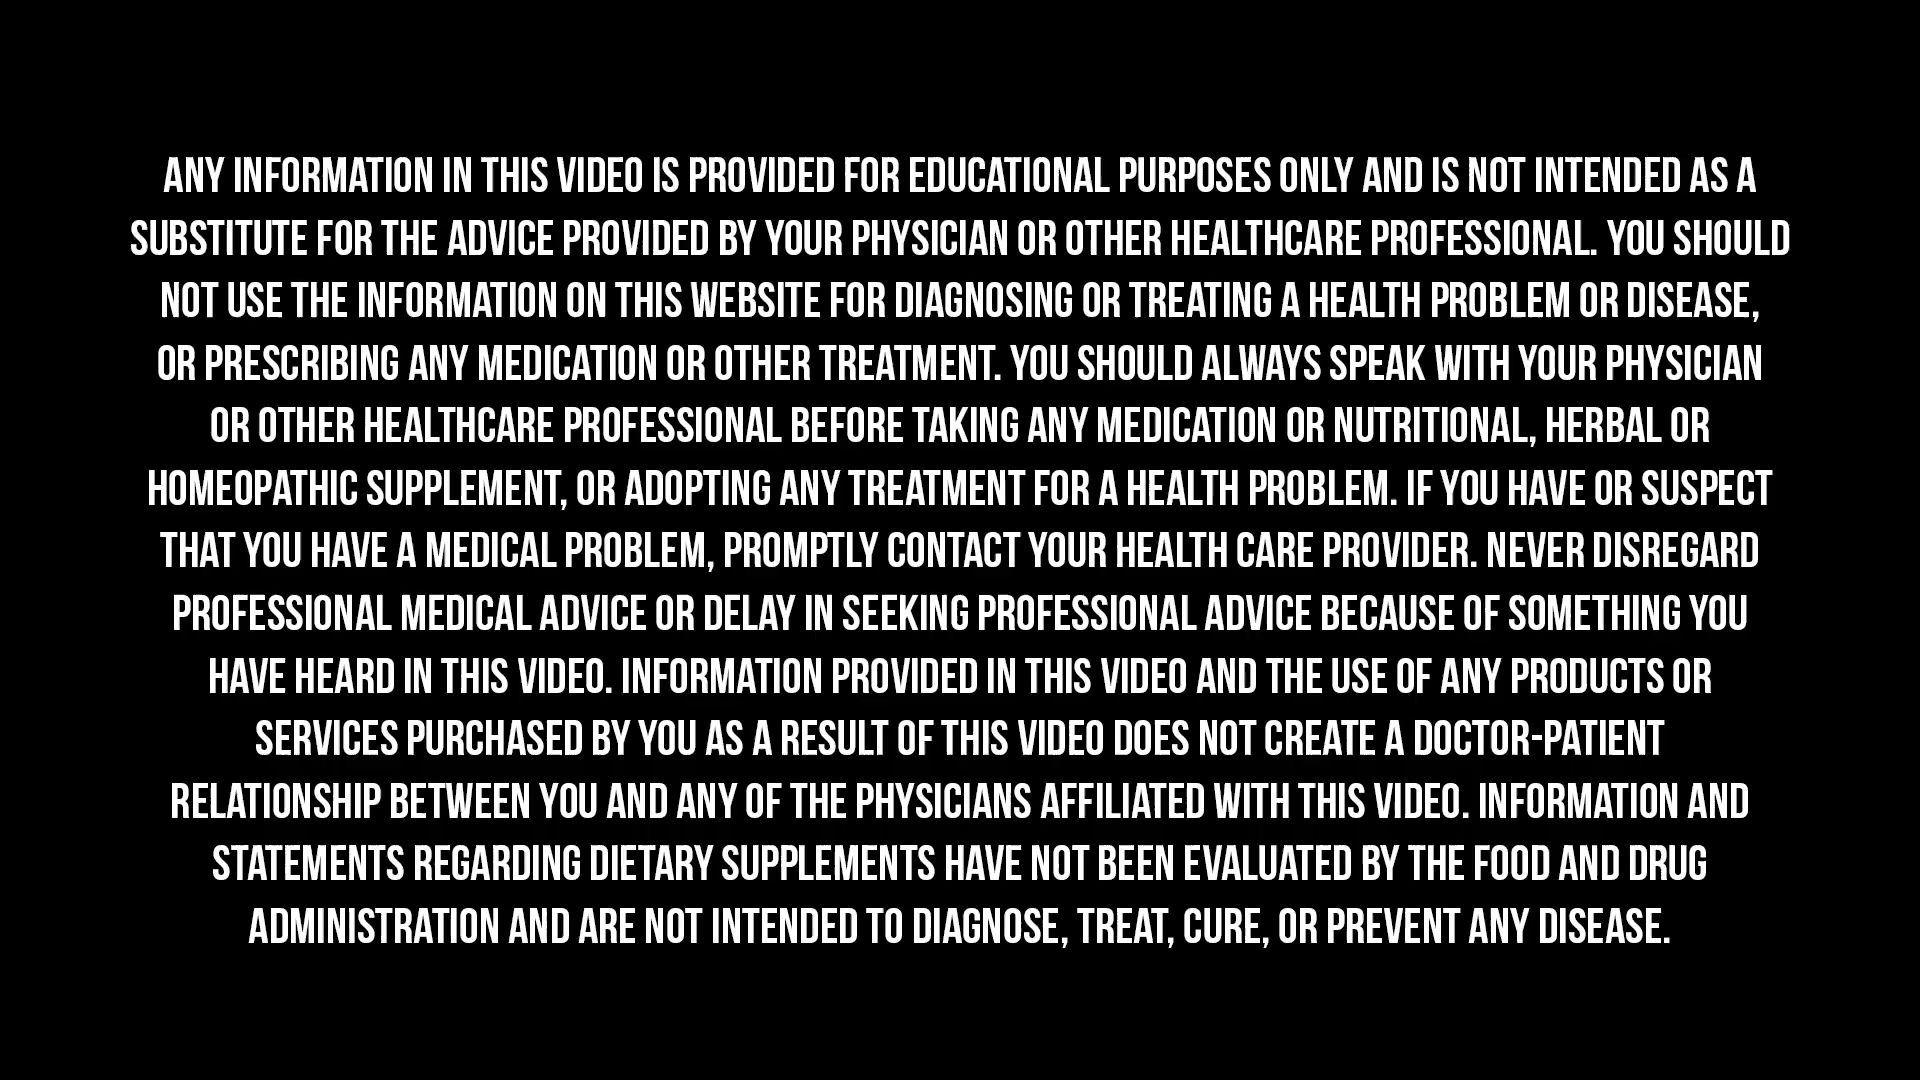 ANY INFORMATION IN THIS VIDEO IS PROVIDED FOR EDUCATIONAL PURPOSES ONLY AND IS NOT INTENDED AS A
SUBSTITUTE FOR THE ADVICE PROVIDED BY YOUR PHYSICIAN OR OTHER HEALTHCARE PROFESSIONAL. YOU SHOULD
NOT USE THE INFORMATION ON THIS WEBSITE FOR DIAGNOSING OR TREATING A HEALTH PROBLEM OR DISEASE,
OR PRESCRIBING ANY MEDICATION OR OTHER TREATMENT. YOU SHOULD ALWAYS SPEAK WITH YOUR PHYSICIAN
OR OTHER HEALTHCARE PROFESSIONAL BEFORE TAKING ANY MEDICATION OR NUTRITIONAL, HERBAL OR
HOMEOPATHIC SUPPLEMENT, OR ADOPTING ANY TREATMENT FOR A HEALTH PROBLEM. IF YOU HAVE OR SUSPECT
THAT YOU HAVE A MEDICAL PROBLEM, PROMPTLY CONTACT YOUR HEALTH CARE PROVIDER. NEVER DISREGARD
PROFESSIONAL MEDICAL ADVICE OR DELAY IN SEEKING PROFESSIONAL ADVICE BECAUSE OF SOMETHING YOU
HAVE HEARD IN THIS VIDEO. INFORMATION PROVIDED IN THIS VIDEO AND THE USE OF ANY PRODUCTS OR
SERVICES PURCHASED BY YOU AS A RESULT OF THIS VIDEO DOES NOT CREATE A DOCTOR-PATIENT
RELATIONSHIP BETWEEN YOU AND ANY OF THE PHYSICIANS AFFILIATED WITH THIS VIDEO. INFORMATION AND
STATEMENTS REGARDING DIETARY SUPPLEMENTS HAVE NOT BEEN EVALUATED BY THE FOOD AND DRUG
ADMINISTRATION AND ARE NOT INTENDED TO DIAGNOSE, TREAT, CURE, OR PREVENT ANY DISEASE.